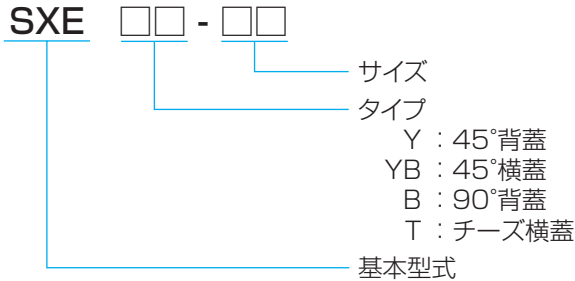 SXE □□ - □□
サイズ
タイプ
Y：45°背蓋
YB：45°横蓋
B：90°背蓋
T：チーズ横蓋
基本型式